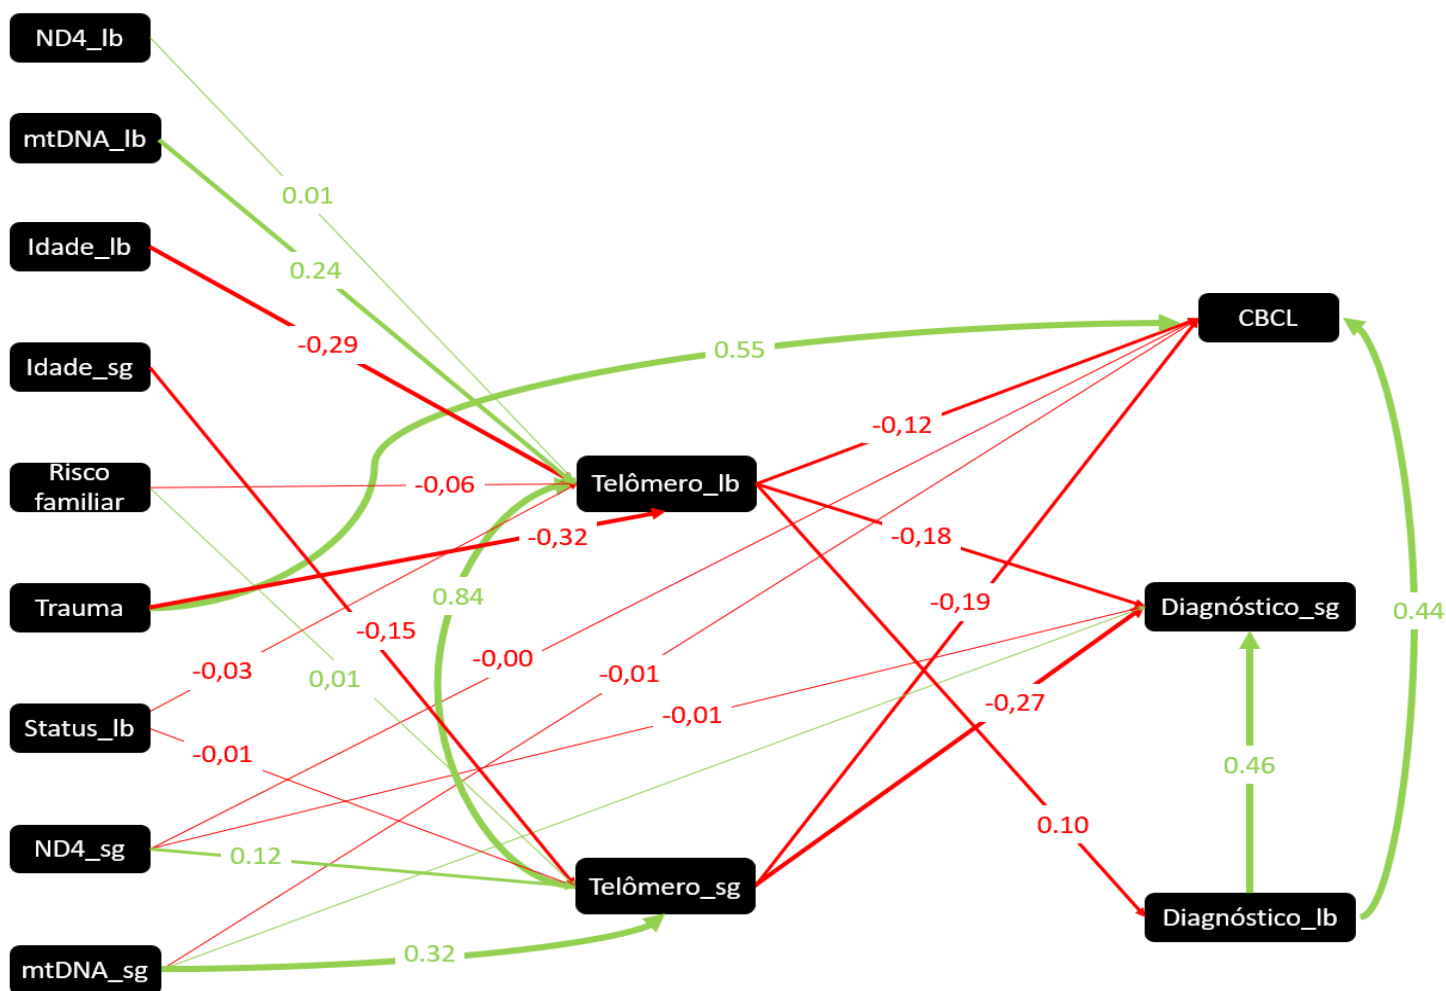 ND4_lb
mtDNA_lb
Idade_lb
Idade_sg
Risco
familiar
Trauma
Status_lb
ND4_sg
mtDNA_sg
0.01
0.24
-0,29
0.55
-0,06
-0,32
0.84
-0,15
-0,03
0,01
-0,01
0.12
0.32
Telômero_lb
Telômero_sg
-0,12
-0,18
-0,19
-0,00
-0,01
-0,01
-0,27
0.10
CBCL
Diagnóstico_sg
0.44
0.46
Diagnóstico_lb